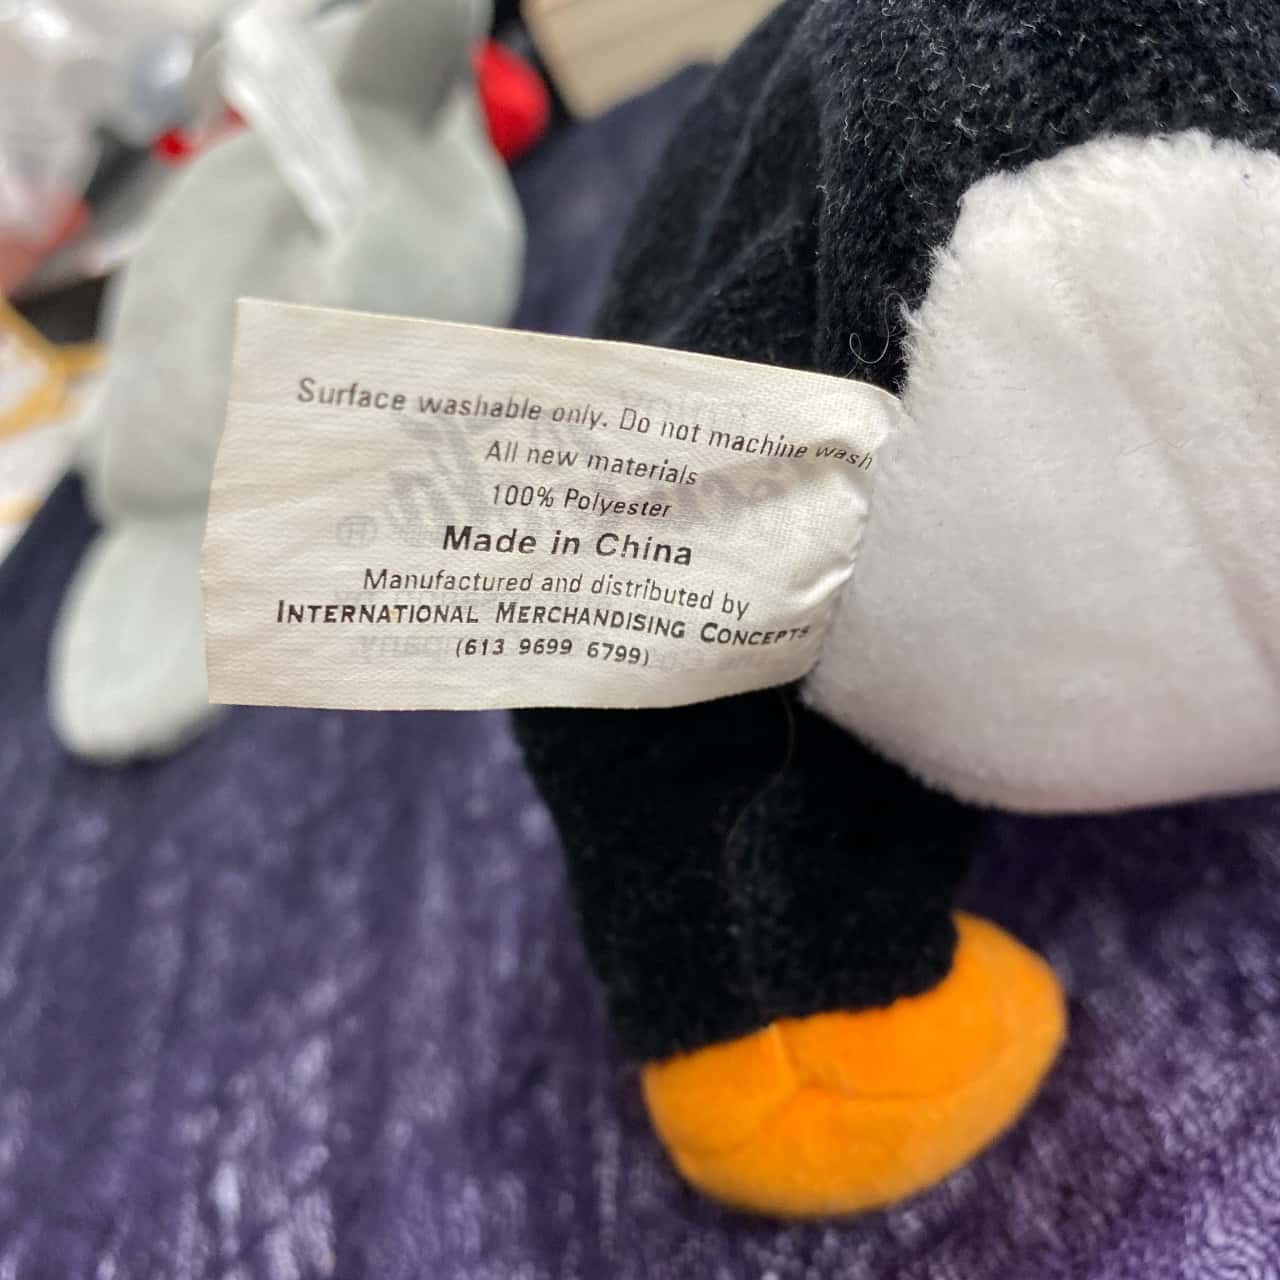 Surface washable only. Do not machine wash
All new materials
100% Polyester
Made in China
Manufactured and distributed by
INTERNATIONAL MERCHANDISING CONCEPTS
(613 9699 6799)